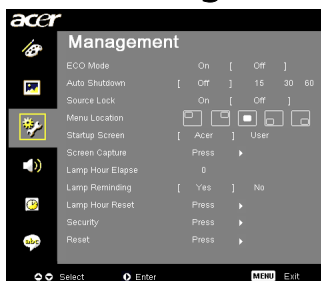 acer
Management
ECO Mode On [ Off ]
Auto Shutdown [ Off ] 15 30 60
Source Lock On [ Off ]
Menu Location
Startup Screen [ Acer ] User
Screen Capture Press
Lamp Hour Elapse 0
Lamp Reminding [ Yes ] No
Lamp Hour Reset Press
Security Press
Reset Press
abc
Select Enter MENU Exit